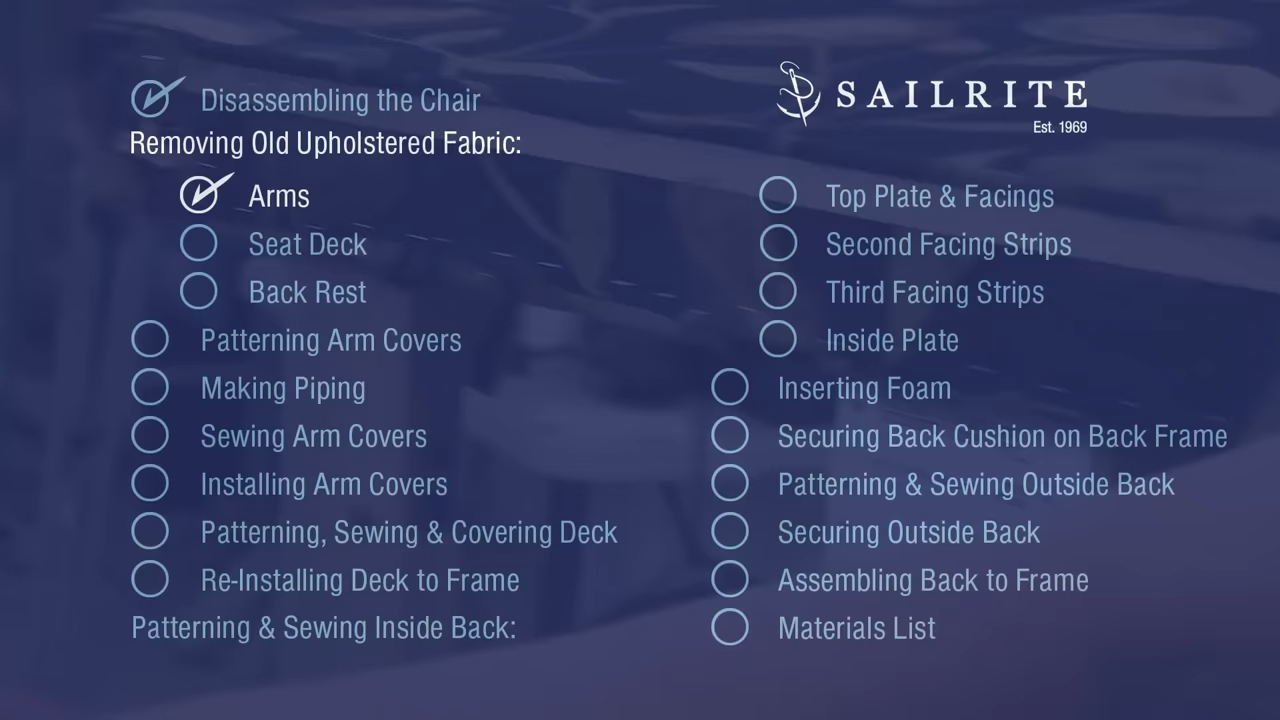 Disassembling the Chair
Removing Old Upholstered Fabric:
Arms
Seat Deck
Back Rest
Patterning Arm Covers
Making Piping
Sewing Arm Covers
Installing Arm Covers
Patterning, Sewing & Covering Deck
Re-Installing Deck to Frame
Patterning & Sewing Inside Back:
SAILRITE
Est. 1969
Top Plate & Facings
Second Facing Strips
Third Facing Strips
Inside Plate
Inserting Foam
Securing Back Cushion on Back Frame
Patterning & Sewing Outside Back
Securing Outside Back
Assembling Back to Frame
Materials List